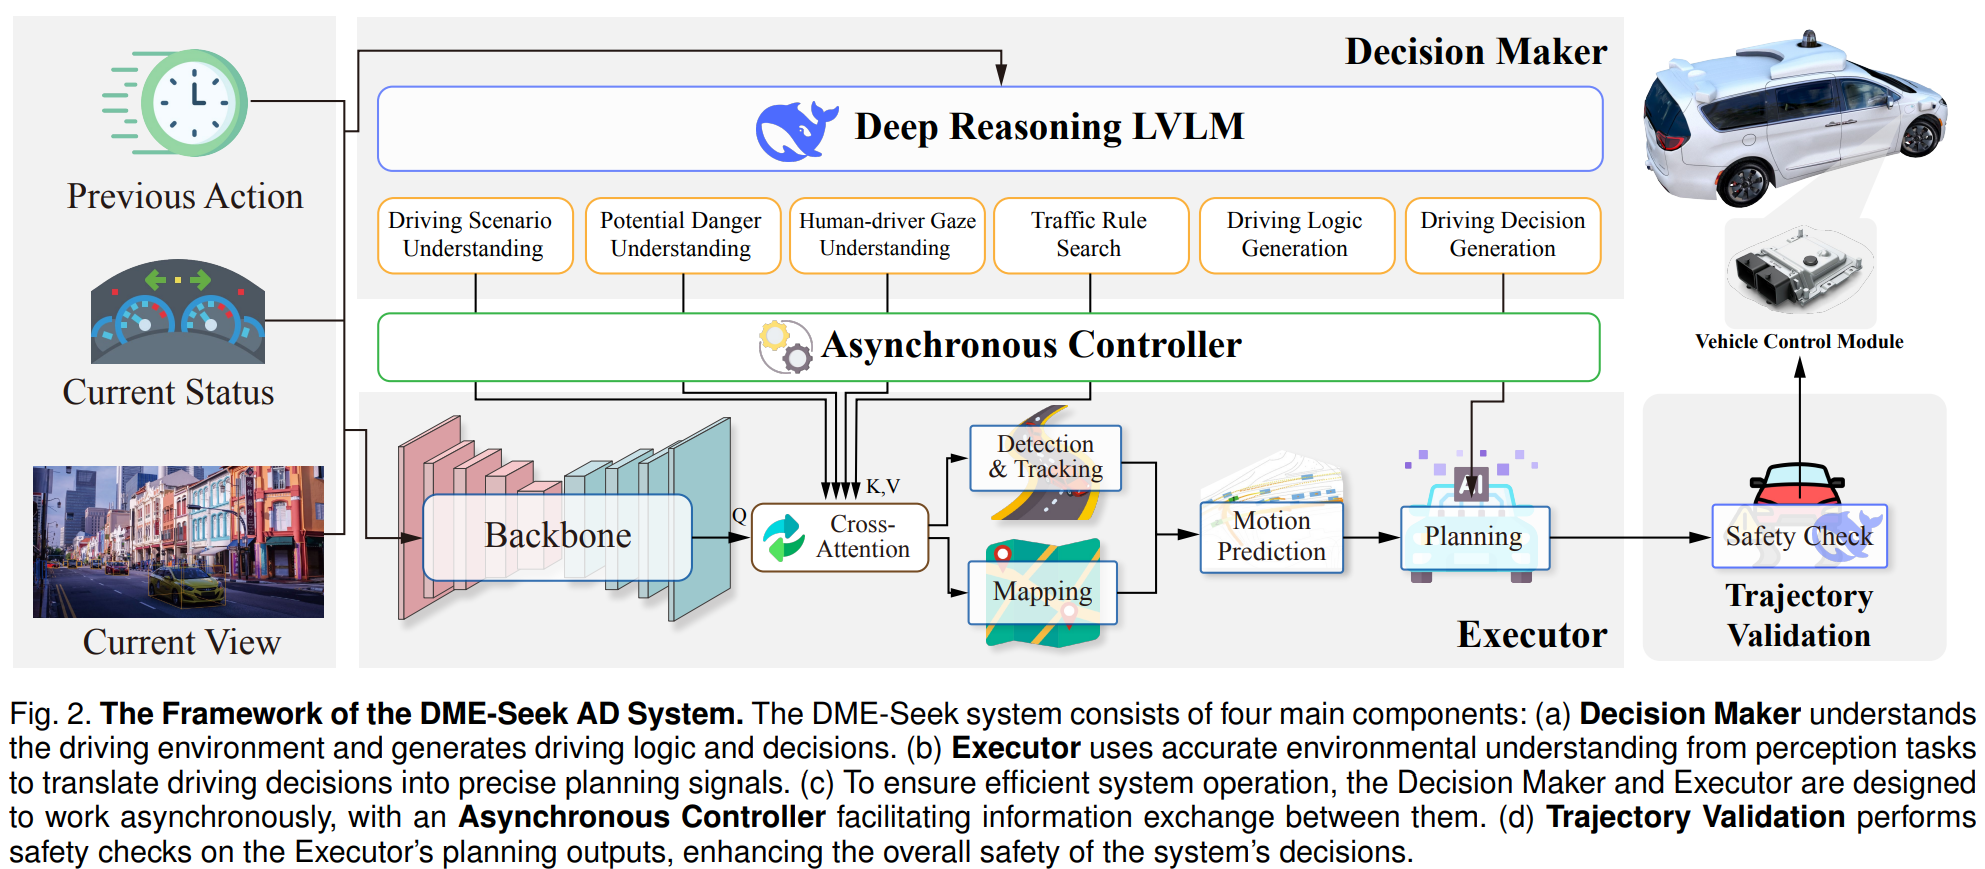 Decision Maker
Deep Reasoning LVLM
Previous Action
Driving Scenario
Understanding
Potential Danger
Understanding
Human-driver Gaze
Understanding
Traffic Rule
Search
Driving Logic
Generation
Driving Decision
Generation
Current Status
Asynchronous Controller
Vehicle Control Module
Current View
Backbone
Q
K,V
Cross-
Attention
Detection
& Tracking
Mapping
Motion
Prediction
Planning
Executor
Safety Check
Trajectory
Validation
Fig. 2. The Framework of the DME-Seek AD System. The DME-Seek system consists of four main components: (a) Decision Maker understands
the driving environment and generates driving logic and decisions. (b) Executor uses accurate environmental understanding from perception tasks
to translate driving decisions into precise planning signals. (c) To ensure efficient system operation, the Decision Maker and Executor are designed
to work asynchronously, with an Asynchronous Controller facilitating information exchange between them. (d) Trajectory Validation performs
safety checks on the Executor's planning outputs, enhancing the overall safety of the system's decisions.